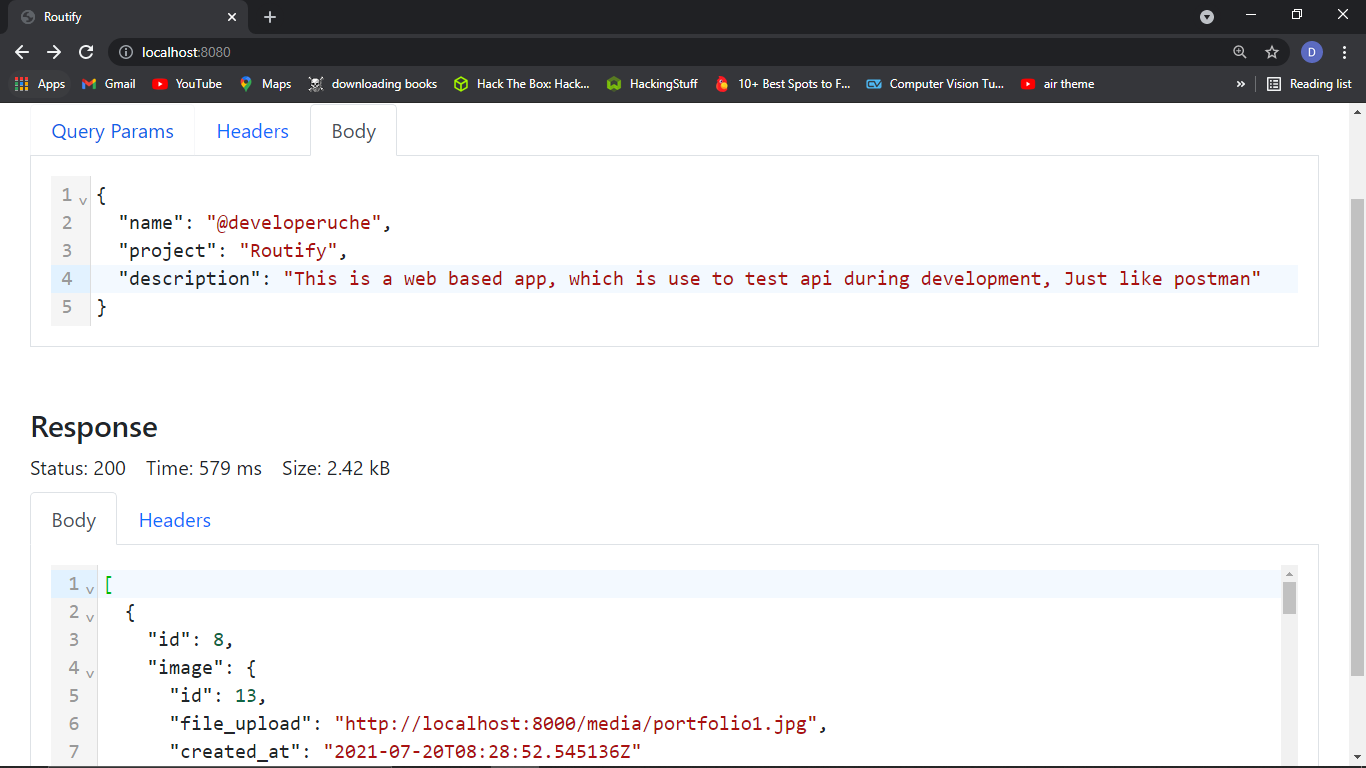 Routify
localhost:8080
D
Apps Gmail YouTube Maps downloading books Hack The Box: Hack... HackingStuff 10+ Best Spots to F... Computer Vision Tu... air theme » Reading list
Query Params Headers Body
1 {
2 "name": "@developeruche",
3 "project": "Routify",
4 "description": "This is a web based app, which is use to test api during development, Just like postman"
5 }
Response
Status: 200 Time: 579 ms Size: 2.42 kB
Body Headers
1 [
2 {
3 "id": 8,
4 "image": {
5 "id": 13,
6 "file_upload": "http://localhost:8000/media/portfolio1.jpg",
7 "created_at": "2021-07-20T08:28:52.545136Z"